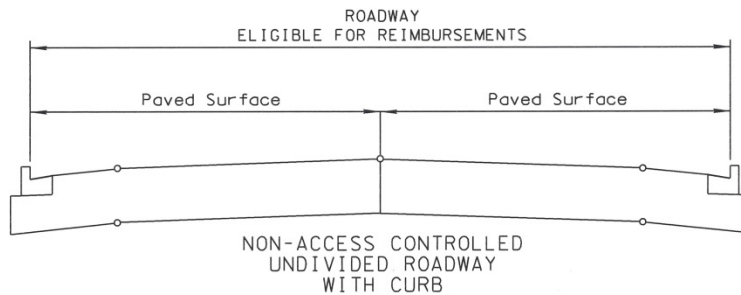 ROADWAY
ELIGIBLE FOR REIMBURSEMENTS
Paved Surface
Paved Surface
NON-ACCESS CONTROLLED
UNDIVIDED ROADWAY
WITH CURB